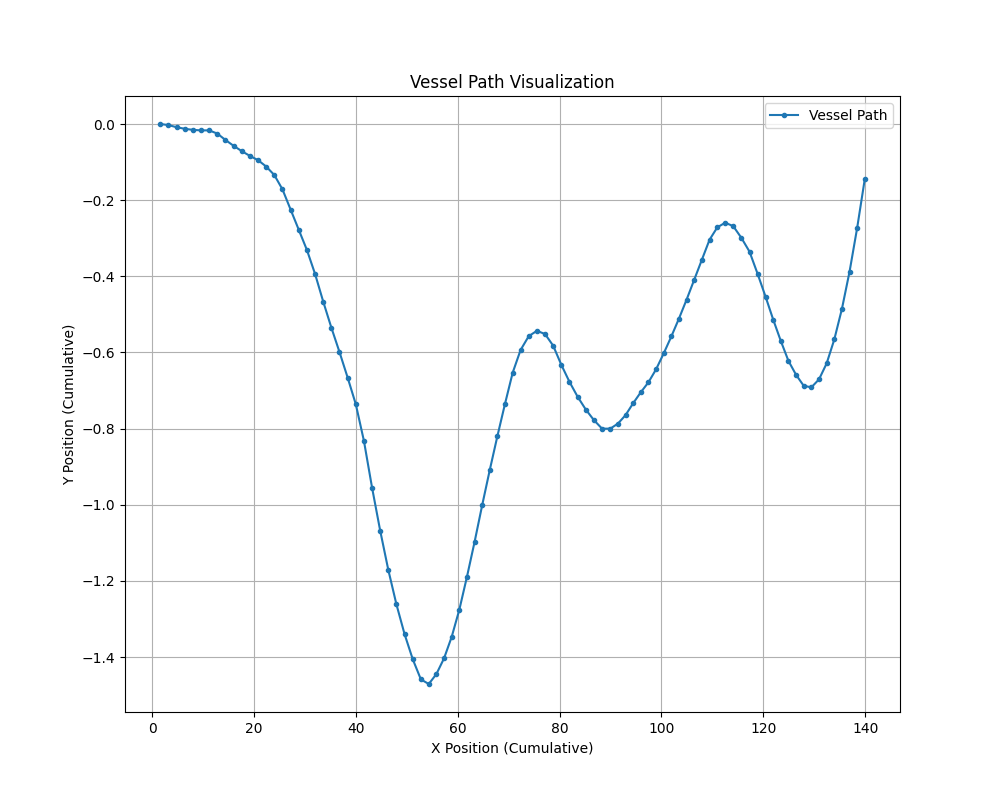 Vessel Path Visualization
Vessel Path
0.0
−0.2
−0.4
−0.6
−0.8
−1.0
−1.2
−1.4
Y Position (Cumulative)
0 20 40 60 80 100 120 140
X Position (Cumulative)